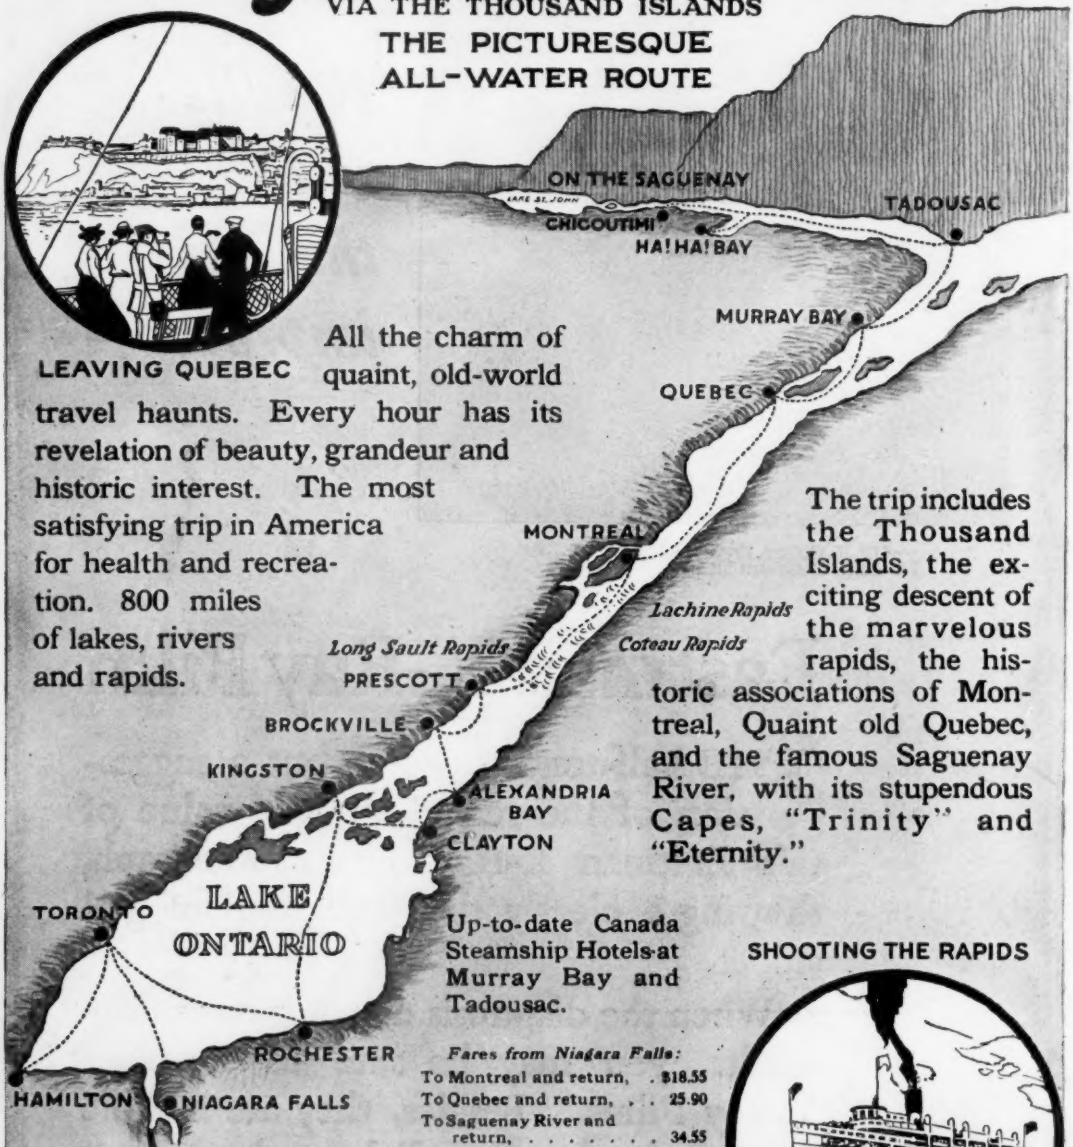 VIA THE THOUSAND ISLANDS
THE PICTURESQUE
ALL-WATER ROUTE
ON THE SAGUENAY
LAKE ST. JOHN
CHICOUTIMI
HA! HA! BAY
TADOUSAC
MURRAY BAY
QUEBEC
MONTREAL
Lachine Rapids
Coteau Rapids
Long Sault Rapids
PRESCOTT
BROCKVILLE
KINGSTON
ALEXANDRIA
BAY
CLAYTON
LAKE
ONTARIO
TORONTO
ROCHESTER
HAMILTON
NIAGARA FALLS
LEAVING QUEBEC
All the charm of
quaint, old-world
travel haunts. Every hour has its
revelation of beauty, grandeur and
historic interest. The most
satisfying trip in America
for health and recrea-
tion. 800 miles
of lakes, rivers
and rapids.
The trip includes
the Thousand
Islands, the ex-
citing descent of
the marvelous
rapids, the his-
toric associations of Mon-
treal, Quaint old Quebec,
and the famous Saguenay
River, with its stupendous
Capes, "Trinity" and
"Eternity."
Up-to-date Canada
Steamship Hotels at
Murray Bay and
Tadousac.
Fares from Niagara Falls:
To Montreal and return, . $18.55
To Quebec and return, . . 25.90
To Saguenay River and
return, . . . . . . . 34.55
SHOOTING THE RAPIDS